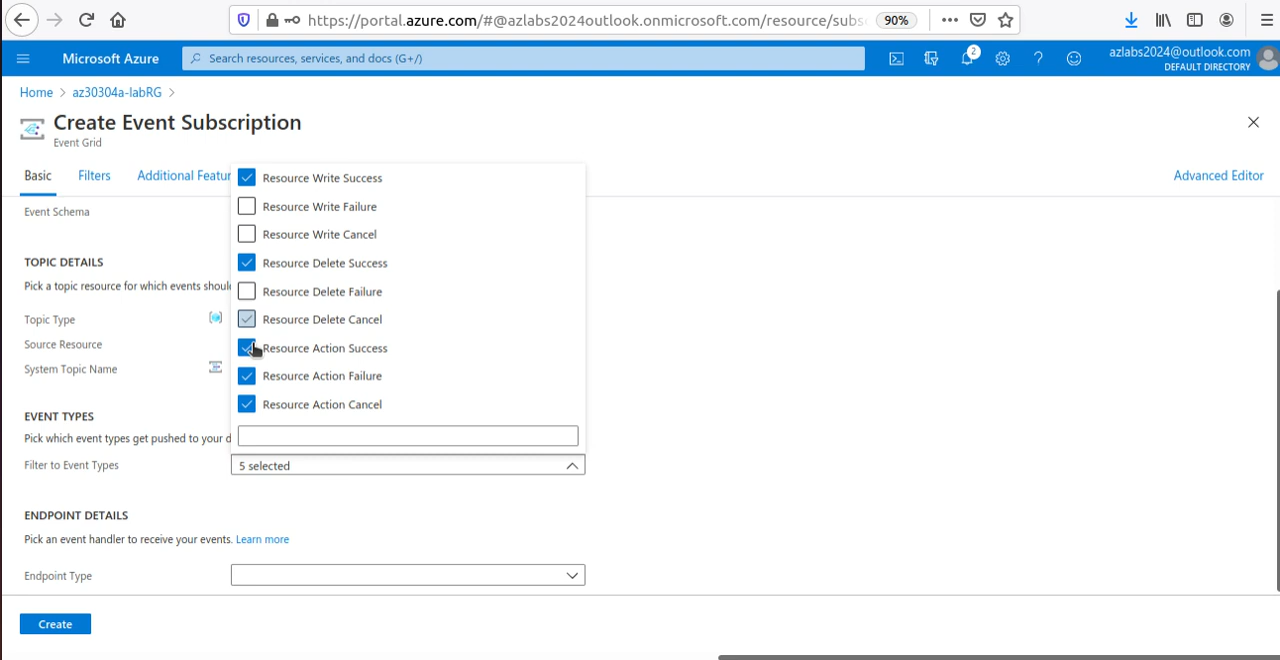 https://portal.azure.com/#@azlabs2024outlook.onmicrosoft.com/resource/subs
90%
Microsoft Azure
Search resources, services, and docs (G+/)
2
azlabs2024@outlook.com
DEFAULT DIRECTORY
Home > az30304a-labRG >
Create Event Subscription
Event Grid
Basic
Filters
Additional Featur
Advanced Editor
Event Schema
TOPIC DETAILS
Pick a topic resource for which events shoul
Topic Type
Source Resource
System Topic Name
EVENT TYPES
Pick which event types get pushed to your d
Filter to Event Types
Resource Write Success
Resource Write Failure
Resource Write Cancel
Resource Delete Success
Resource Delete Failure
Resource Delete Cancel
Resource Action Success
Resource Action Failure
Resource Action Cancel
5 selected
ENDPOINT DETAILS
Pick an event handler to receive your events. Learn more
Endpoint Type
Create